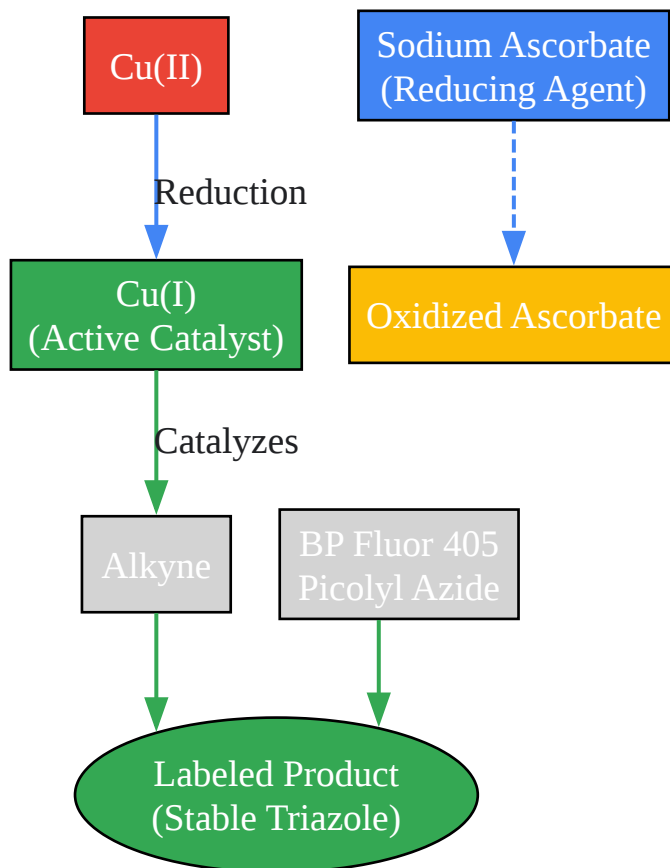 Cu(II)
Sodium Ascorbate
(Reducing Agent)
Reduction
Cu(I)
(Active Catalyst)
Oxidized Ascorbate
Catalyzes
Alkyne
BP Fluor 405
Picolyl Azide
Labeled Product
(Stable Triazole)